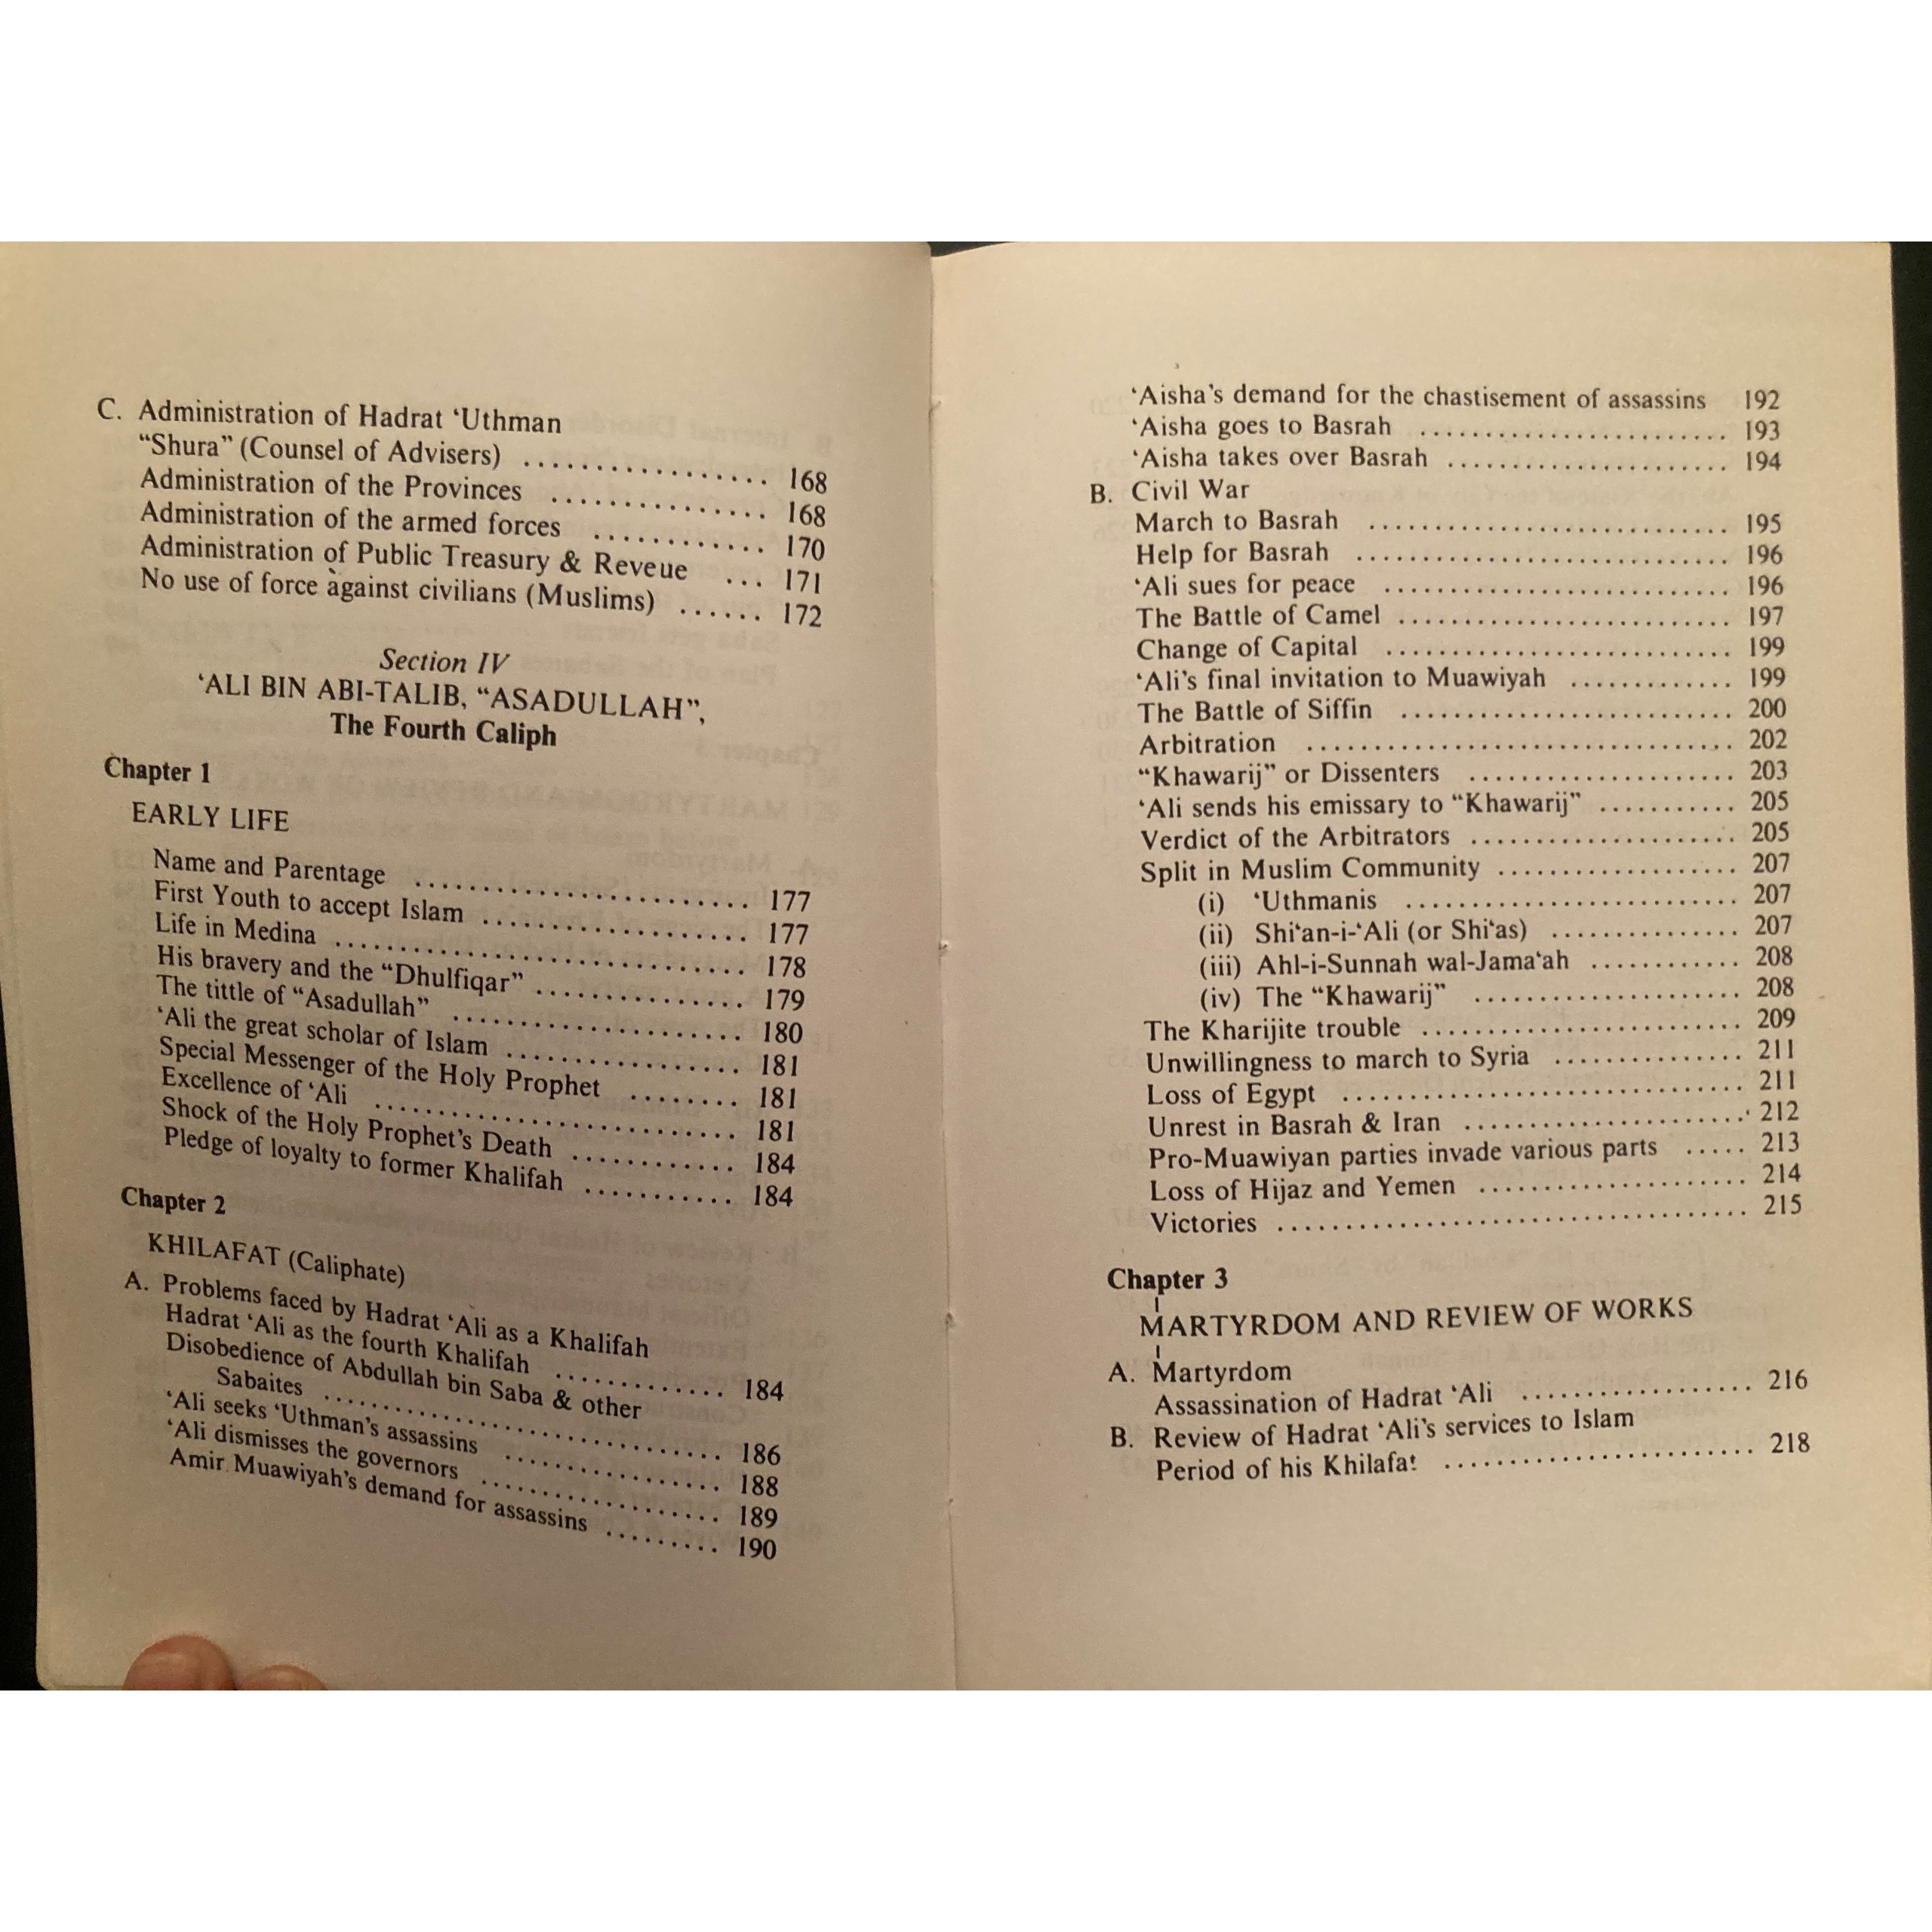 C. Administration of Hadrat ‘Uthman
“Shura” (Counsel of Advisers) ................. 168
Administration of the Provinces ............... 168
Administration of the armed forces ............ 170
Administration of Public Treasury & Reveue ... 171
No use of force against civilians (Muslims) ...... 172
Section IV
‘ALI BIN ABI-TALIB, “ASADULLAH”,
The Fourth Caliph
Chapter 1
EARLY LIFE
Name and Parentage .......................... 177
First Youth to accept Islam .................... 177
Life in Medina ............................... 178
His bravery and the “Dhulfiqar” ................ 179
The tittle of “Asadullah” ...................... 180
‘Ali the great scholar of Islam .................. 181
Special Messenger of the Holy Prophet ........ 181
Excellence of ‘Ali ............................ 181
Shock of the Holy Prophet’s Death ............ 184
Pledge of loyalty to former Khalifah ........... 184
Chapter 2
KHILAFAT (Caliphate)
A. Problems faced by Hadrat ‘Ali as a Khalifah
Hadrat ‘Ali as the fourth Khalifah ............. 184
Disobedience of Abdullah bin Saba & other
Sabaites ............................... 186
‘Ali seeks ‘Uthman’s assassins ................. 188
‘Ali dismisses the governors ................... 189
Amir Muawiyah’s demand for assassins ......... 190
‘Aisha’s demand for the chastisement of assassins 192
‘Aisha goes to Basrah ........................ 193
‘Aisha takes over Basrah ...................... 194
B. Civil War
March to Basrah ............................ 195
Help for Basrah ............................. 196
‘Ali sues for peace ........................... 196
The Battle of Camel .......................... 197
Change of Capital ........................... 199
‘Ali’s final invitation to Muawiyah ............. 199
The Battle of Siffin .......................... 200
Arbitration ................................. 202
“Khawarij” or Dissenters ..................... 203
‘Ali sends his emissary to “Khawarij” ........... 205
Verdict of the Arbitrators ..................... 205
Split in Muslim Community ................... 207
(i) ‘Uthmanis .......................... 207
(ii) Shi‘an-i-‘Ali (or Shi‘as) ............... 207
(iii) Ahl-i-Sunnah wal-Jama‘ah ............ 208
(iv) The “Khawarij” ..................... 208
The Kharijite trouble ......................... 209
Unwillingness to march to Syria ............... 211
Loss of Egypt ............................... 211
Unrest in Basrah & Iran ...................... 212
Pro-Muawiyan parties invade various parts ..... 213
Loss of Hijaz and Yemen ..................... 214
Victories .................................... 215
Chapter 3
MARTYRDOM AND REVIEW OF WORKS
A. Martyrdom
Assassination of Hadrat ‘Ali .................. 216
B. Review of Hadrat ‘Ali’s services to Islam
Period of his Khilafat ........................ 218